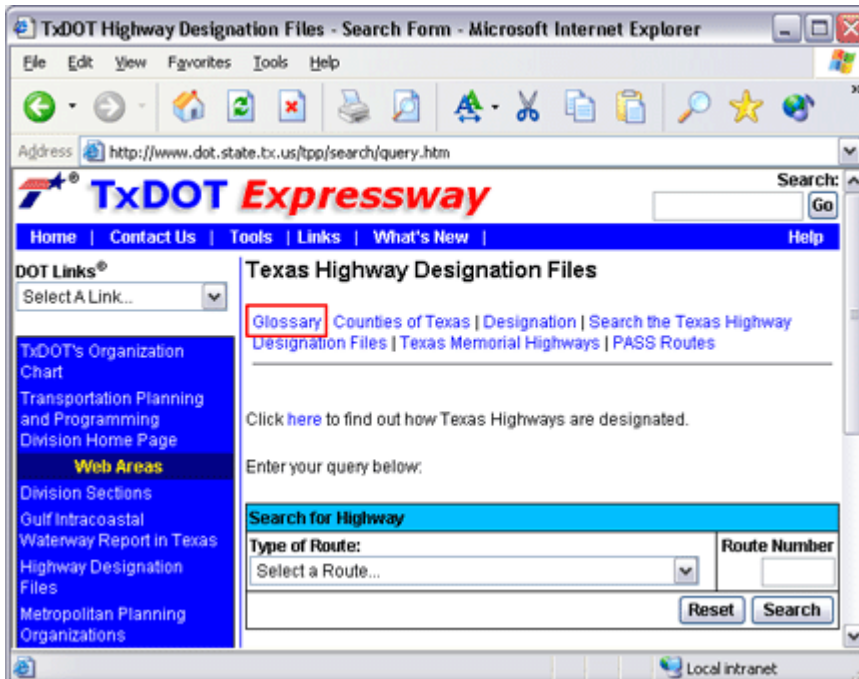 TxDOT Highway Designation Files - Search Form - Microsoft Internet Explorer
File Edit View Favorites Tools Help
Address http://www.dot.state.tx.us/tpp/search/query.htm
TxDOT Expressway
Search:
Go
Home | Contact Us | Tools | Links | What's New |
Help
DOT Links®
Select A Link...
TxDOT's Organization
Chart
Transportation Planning
and Programming
Division Home Page
Web Areas
Division Sections
Gulf Intracoastal
Waterway Report in Texas
Highway Designation
Files
Metropolitan Planning
Organizations
Texas Highway Designation Files
Glossary Counties of Texas | Designation | Search the Texas Highway
Designation Files | Texas Memorial Highways | PASS Routes
Click here to find out how Texas Highways are designated.
Enter your query below:
Search for Highway
Type of Route:
Select a Route...
Route Number
Reset Search
Local intranet